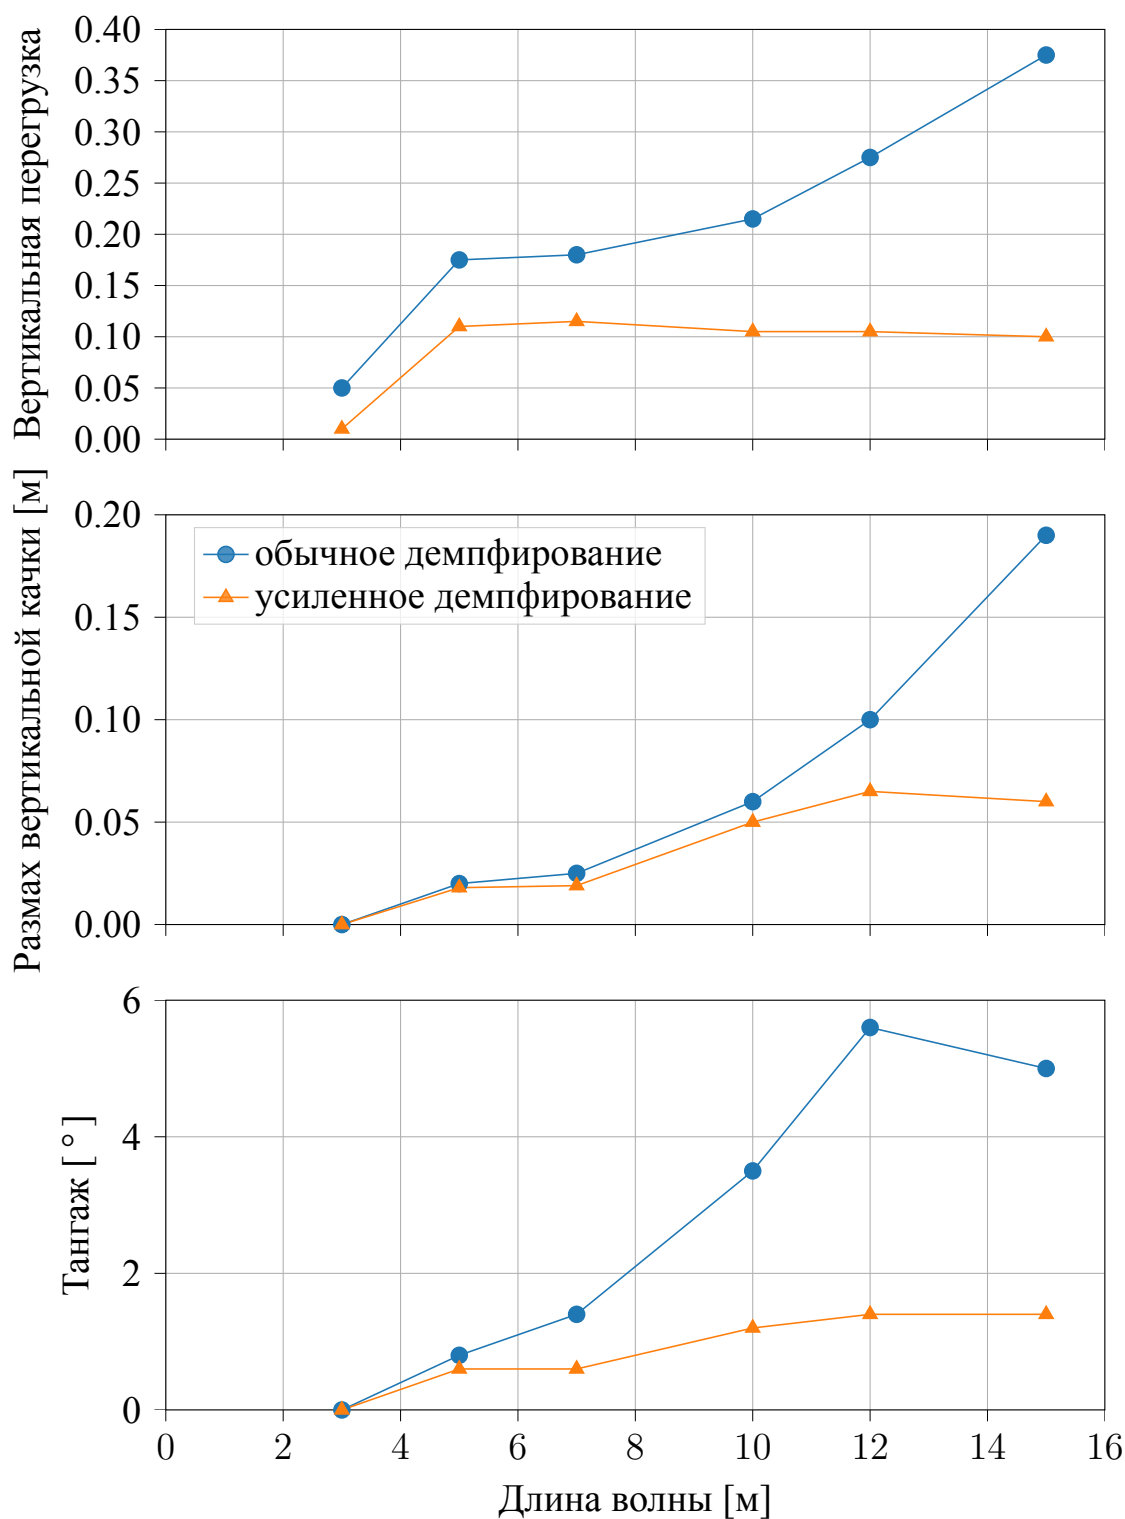 Вертикальная перегрузка
0.40
0.35
0.30
0.25
0.20
0.15
0.10
0.05
0.00
Размах вертикальной качки [м]
0.20
0.15
0.10
0.05
0.00
обычное демпфирование
усиленное демпфирование
Тангаж [ ° ]
6
4
2
0
0 2 4 6 8 10 12 14 16
Длина волны [м]